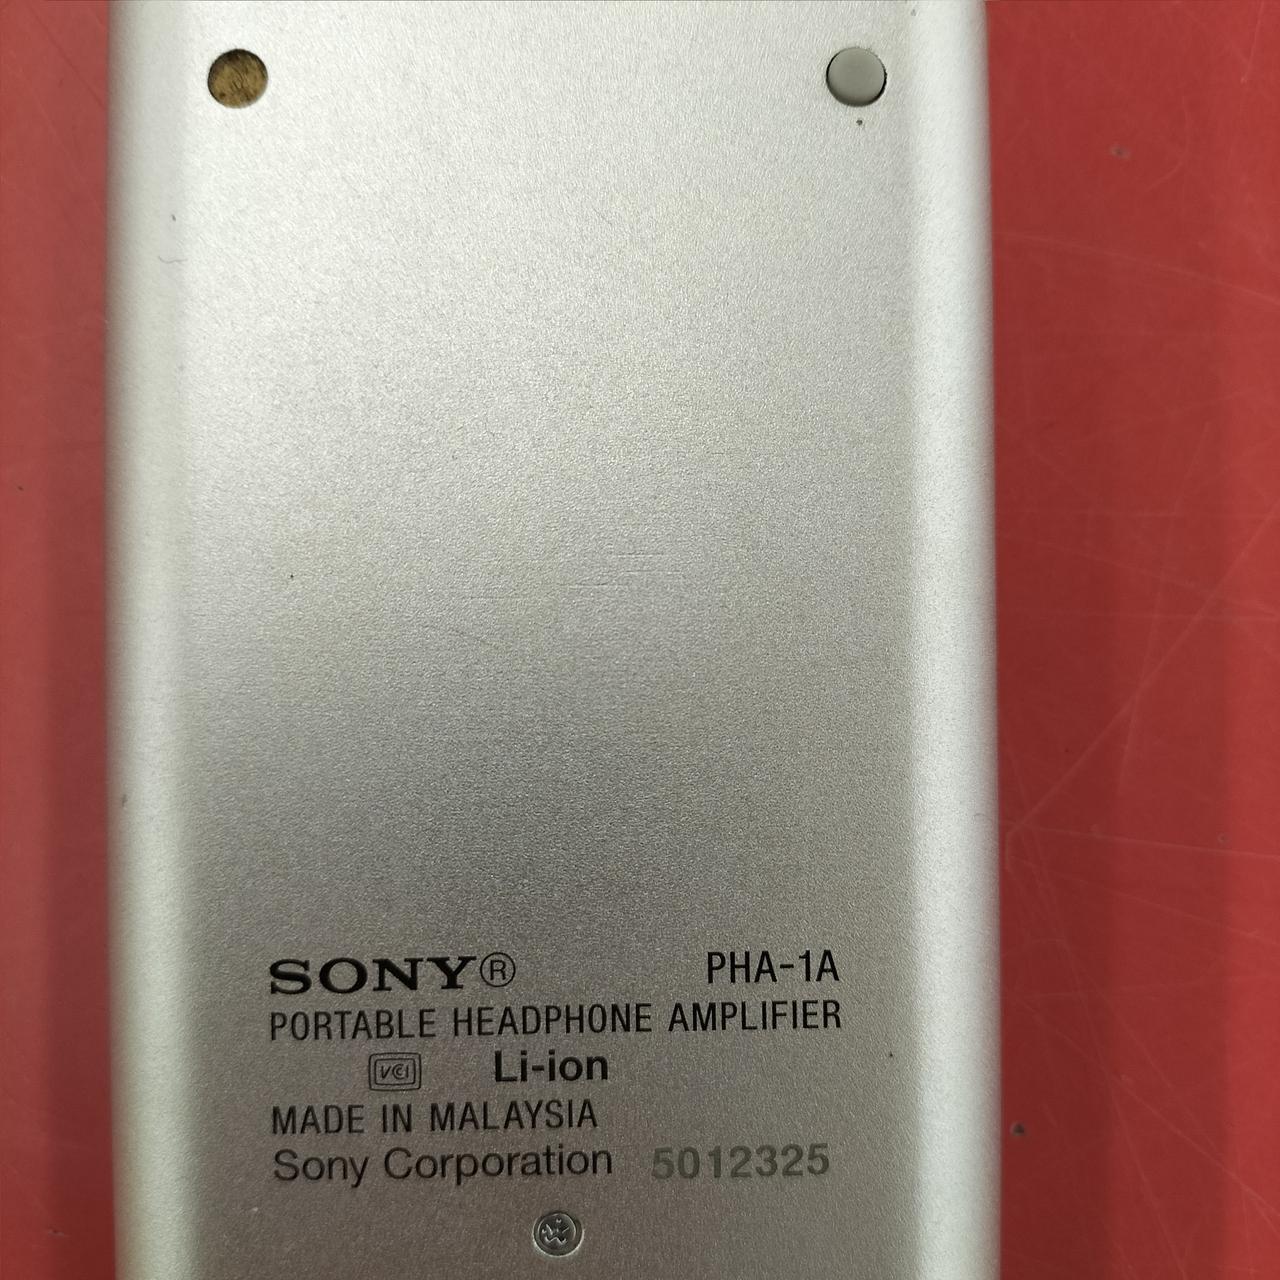 SONY® PHA-1A
PORTABLE HEADPHONE AMPLIFIER
VCI Li-ion
MADE IN MALAYSIA
Sony Corporation 5012325